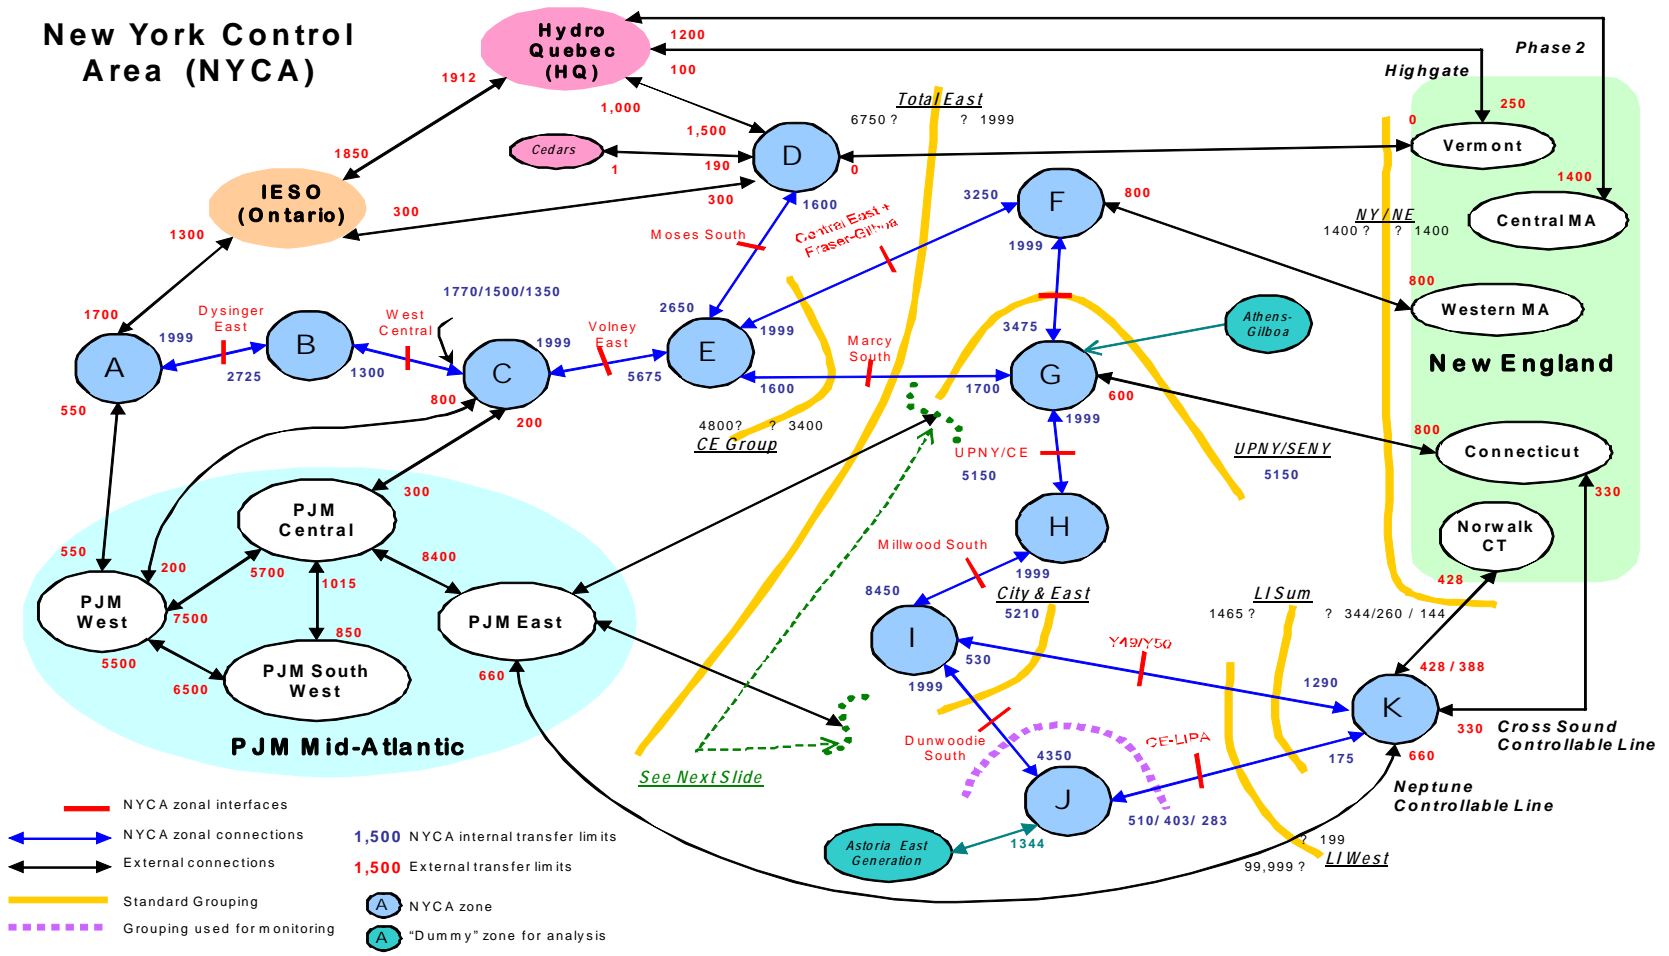 New York Control
Area (NYCA)
Hydro
Quebec
(HQ)
1200
100
1912
1,000
1,500
Phase 2
Highgate
250
0
Vermont
1400
Central MA
NY/NE
1400 ? ? 1400
800
Western MA
New England
800
Connecticut
330
Norwalk
CT
428
Total East
6750 ? ? 1999
Cedars
1
190
D
0
300
1600
1850
IESO
(Ontario)
300
1300
1700
Moses South
Central East +
Fraser-Gilboa
3250
F
800
1999
1770/1500/1350
Dysinger
East
1999
A
2725
B
West
Central
1300
C
1999
Volney
East
5675
2650
E
1999
1600
Marcy
South
3475
1700
G
600
1999
Athens-
Gilboa
550
800
200
4800? ? 3400
CE Group
UPNY/CE
5150
UPNY/SENY
5150
H
Millwood South
1999
8450
City & East
5210
I
530
1999
Y49/Y50
LI Sum
1465 ? ? 344/260 / 144
1290
428 / 388
K
330
660
175
Cross Sound
Controllable Line
Neptune
Controllable Line
CE-LIPA
Dunwoodie
South
4350
J
510/ 403/ 283
1344
Astoria East
Generation
? 199
99,999 ?
LI West
PJM
Central
300
8400
5700
1015
550
200
PJM
West
7500
5500
850
6500
PJM South
West
PJM East
660
PJM Mid-Atlantic
See Next Slide
NYCA zonal interfaces
NYCA zonal connections
External connections
Standard Grouping
Grouping used for monitoring
1,500 NYCA internal transfer limits
1,500 External transfer limits
A NYCA zone
A "Dummy" zone for analysis